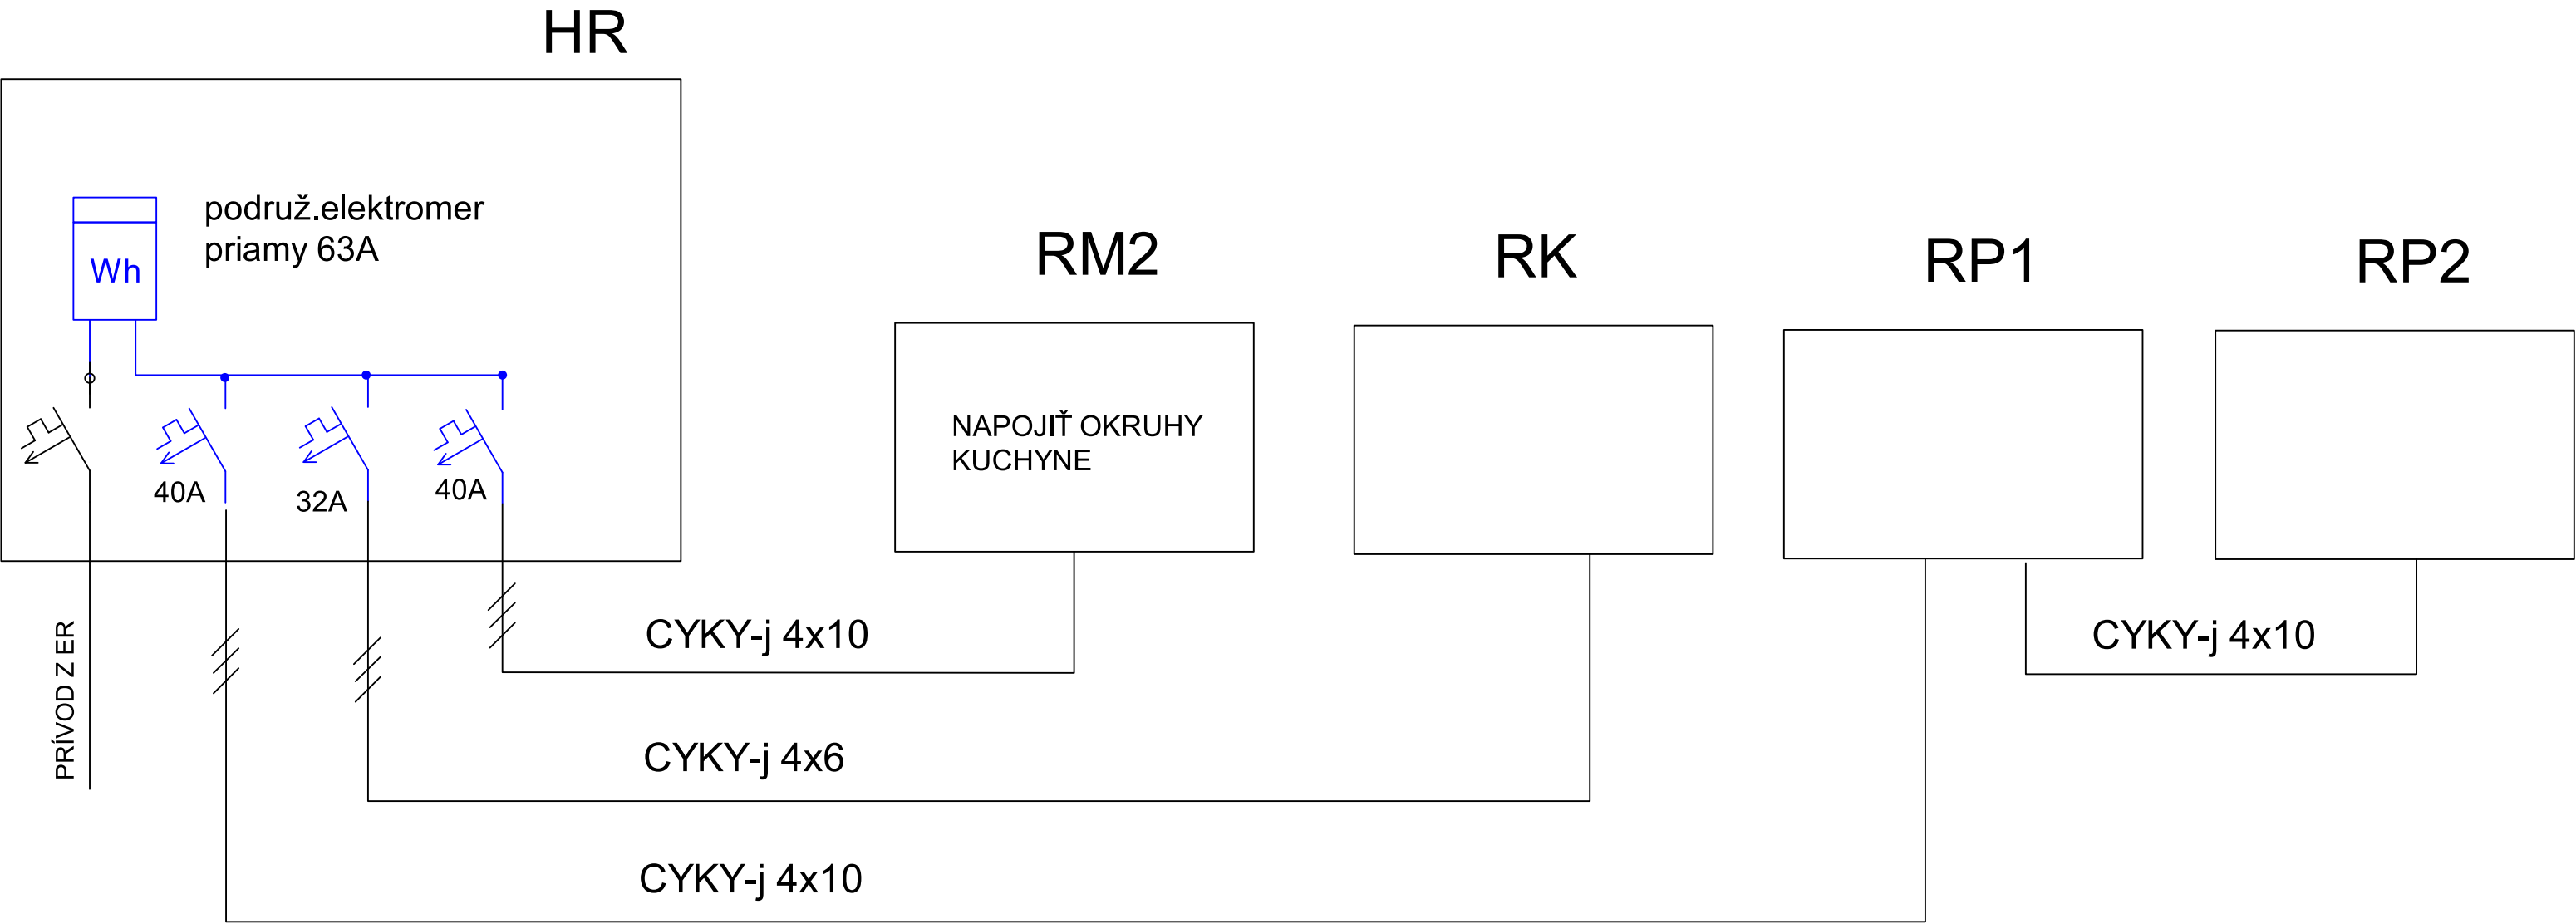 HR
podruž.elektromer
priamy 63A
Wh
40A
32A
40A
PRÍVOD Z ER
RM2
NAPOJIŤ OKRUHY
KUCHYNE
RK
RP1
RP2
CYKY-j 4x10
CYKY-j 4x10
CYKY-j 4x6
CYKY-j 4x10